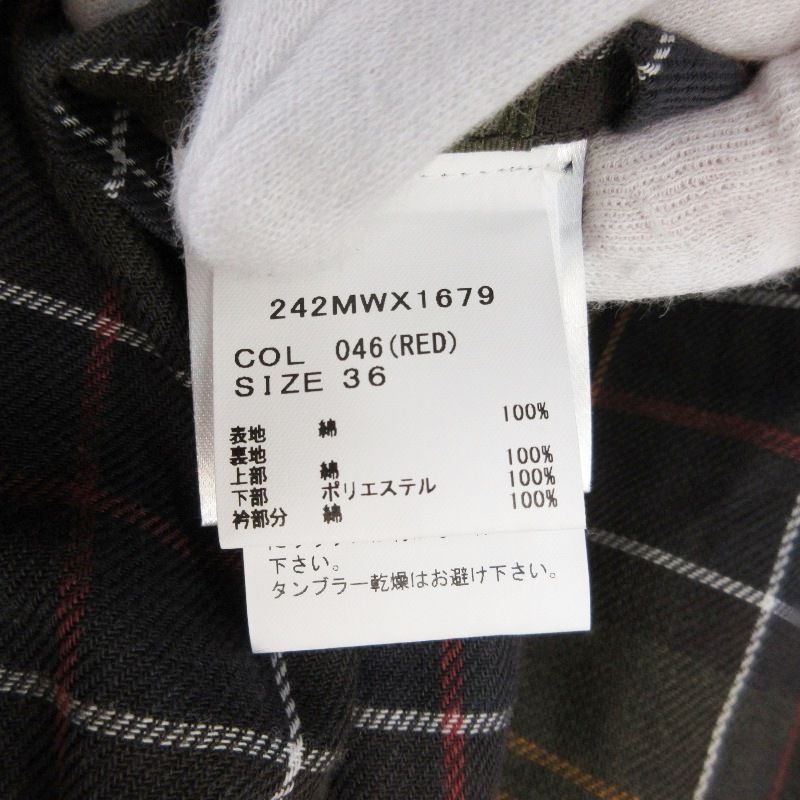 242MWX1679
COL 046(RED)
SIZE 36
表地 綿 100%
裏地
上部 綿 100%
下部 ポリエステル 100%
衿部分 綿 100%
下さい。
タンブラー乾燥はお避け下さい。